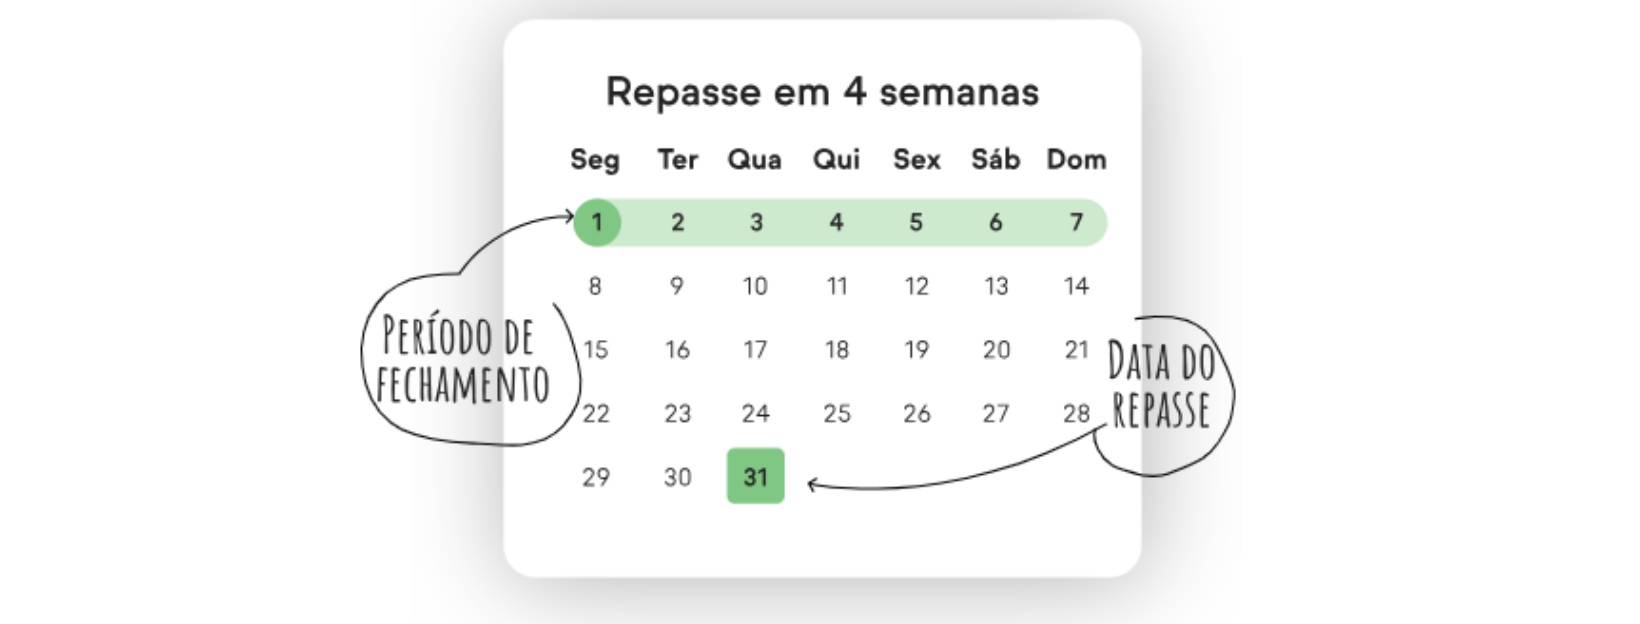 Repasse em 4 semanas
Seg Ter Qua Qui Sex Sáb Dom
1 2 3 4 5 6 7
8 9 10 11 12 13 14
15 16 17 18 19 20 21
22 23 24 25 26 27 28
29 30 31
PERÍODO DE
FECHAMENTO
DATA DO
REPASSE